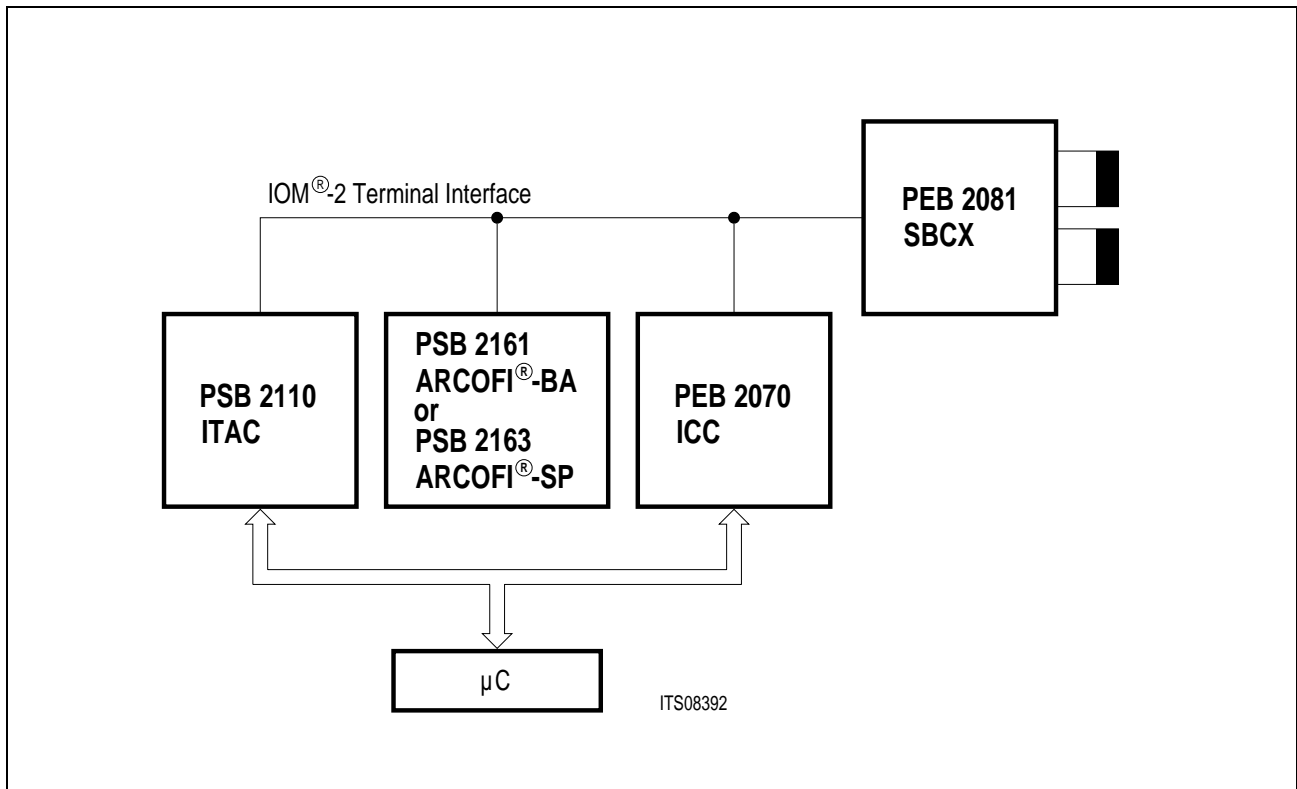 IOM®-2 Terminal Interface
PEB 2081
SBCX
PSB 2110
ITAC
PSB 2161
ARCOFI®-BA
or
PSB 2163
ARCOFI®-SP
PEB 2070
ICC
µC
ITS08392